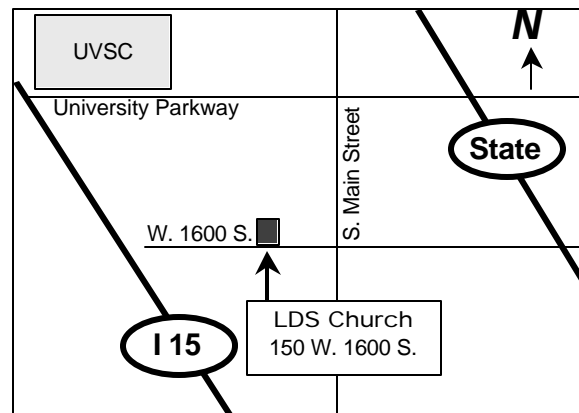 UVSC
N
University Parkway
S. Main Street
State
W. 1600 S.
LDS Church
150 W. 1600 S.
I 15